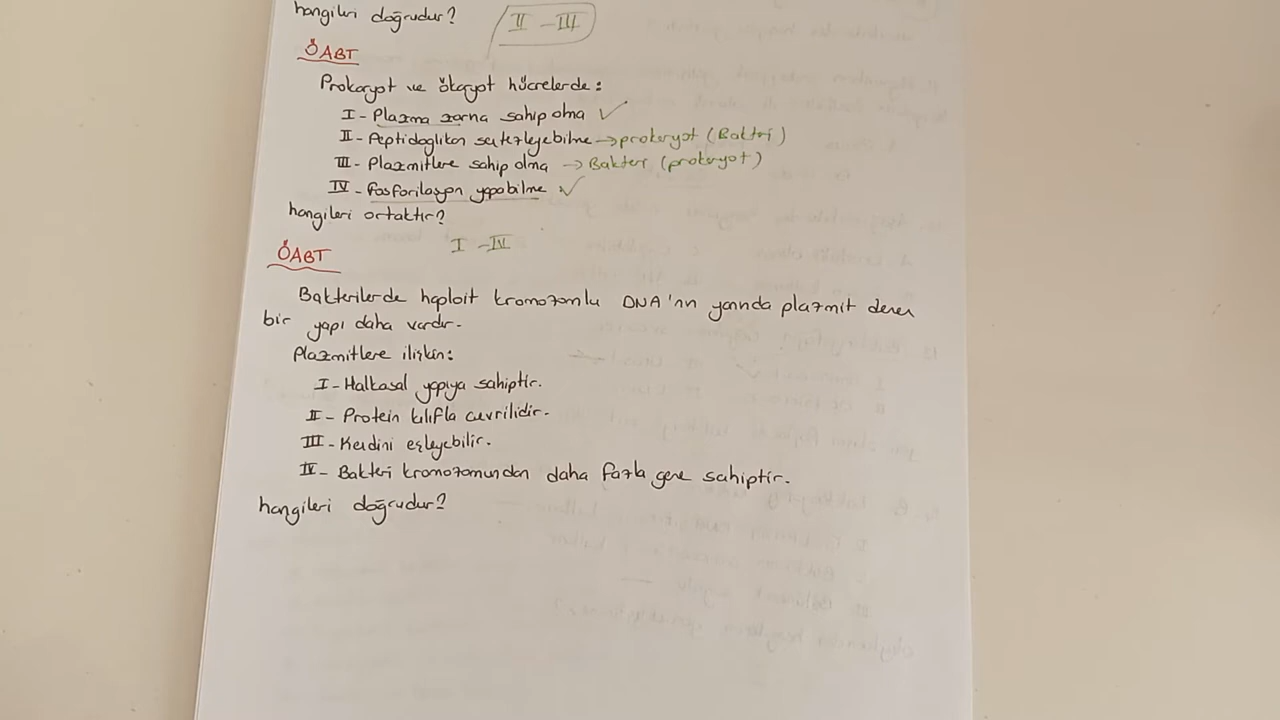 hangileri doğrudur? II - III
ÖABT
Prokaryot ve ökaryot hücrelerde:
I - Plazma zarına sahip olma ✓
II - Peptidoglikan sentezleyebilme → prokaryot (Bakteri)
III - Plazmitlere sahip olma → Bakteri (prokaryot)
IV - fosforilasyon yapabilme ✓
hangileri ortaktır?
I - IV
ÖABT
Bakterilerde haploit kromozomlu DNA'nın yanında plazmit denen
bir yapı daha vardır.
Plazmitlere ilişkin:
I - Halkasal yapıya sahiptir.
II - Protein kılıfla çevrilidir.
III - Kendini eşleyebilir.
IV - Bakteri kromozomundan daha fazla gene sahiptir.
hangileri doğrudur?